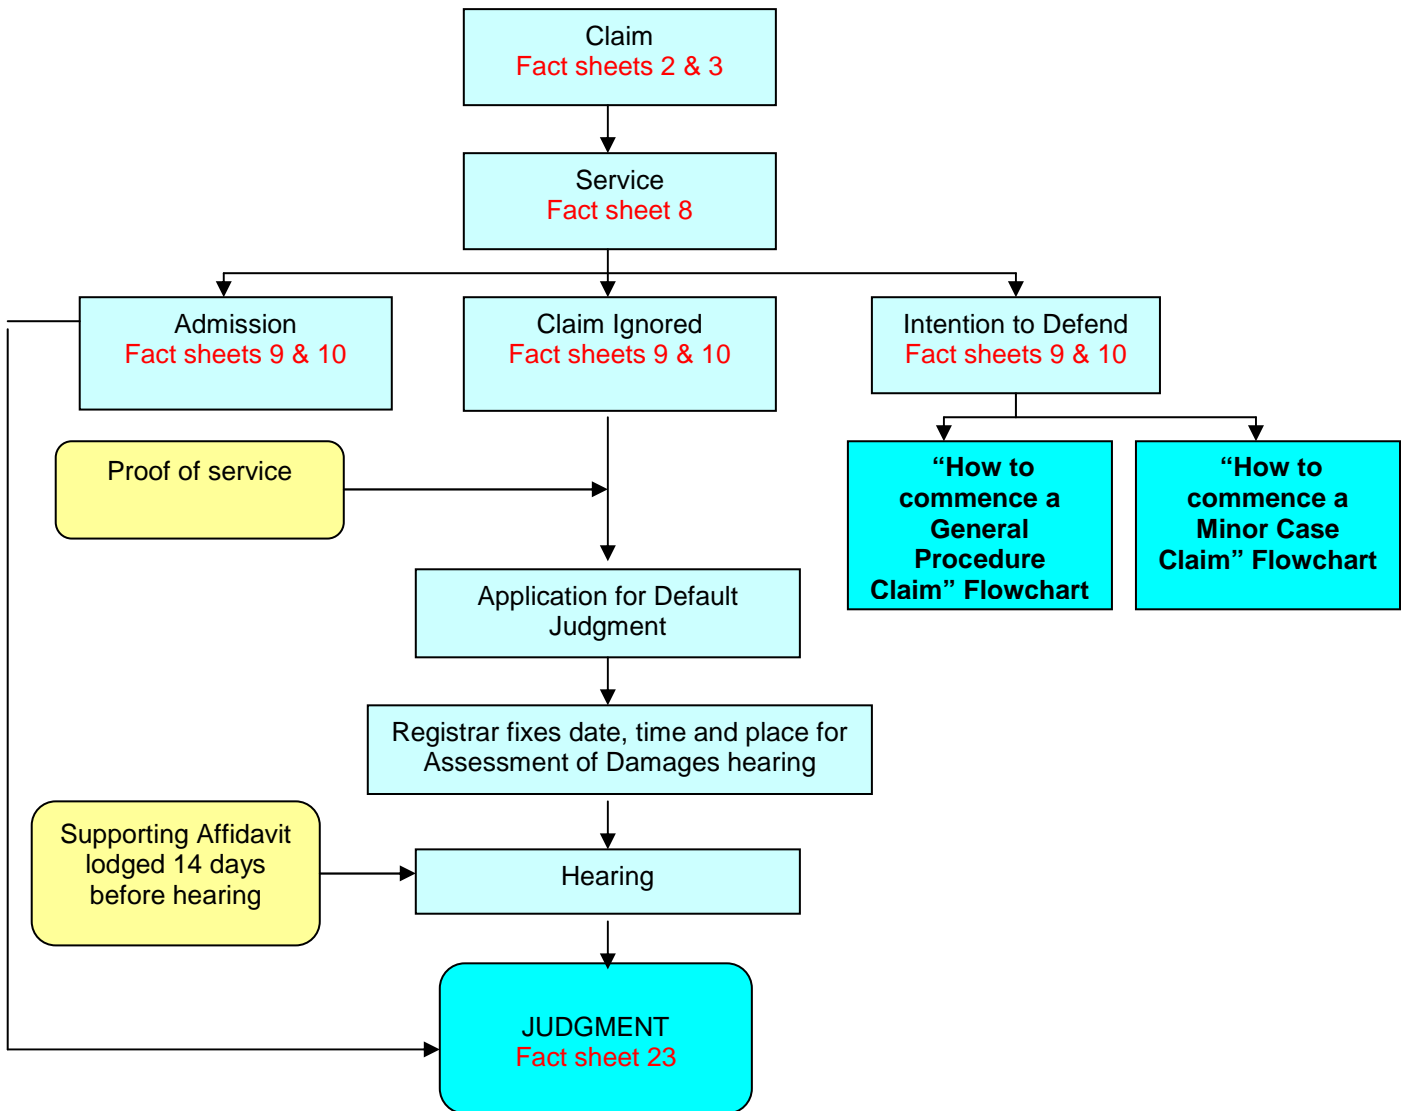 Claim
Fact sheets 2 & 3
Service
Fact sheet 8
Admission
Fact sheets 9 & 10
Claim Ignored
Fact sheets 9 & 10
Intention to Defend
Fact sheets 9 & 10
Proof of service
“How to
commence a
General
Procedure
Claim” Flowchart
“How to
commence a
Minor Case
Claim” Flowchart
Application for Default
Judgment
Registrar fixes date, time and place for
Assessment of Damages hearing
Supporting Affidavit
lodged 14 days
before hearing
Hearing
JUDGMENT
Fact sheet 23